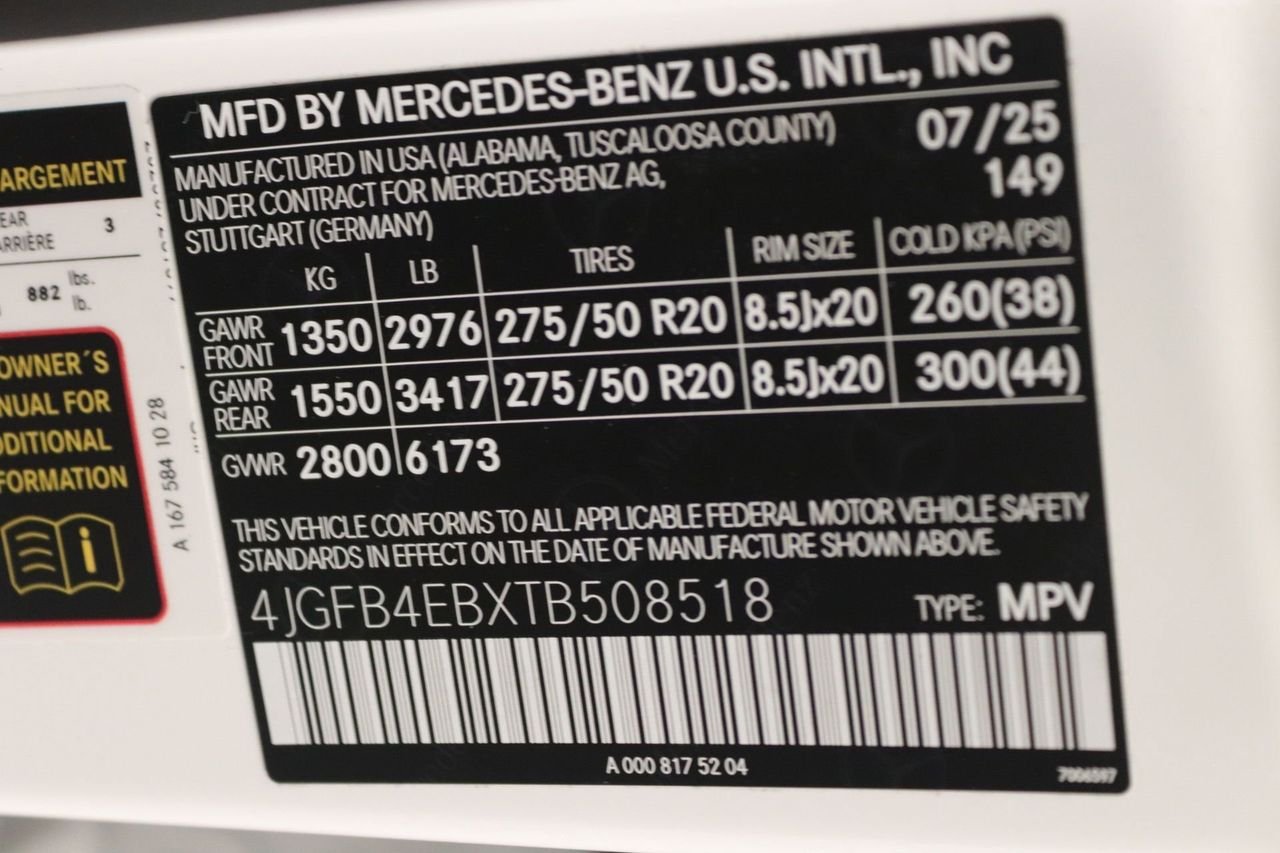 MFD BY MERCEDES-BENZ U.S. INTL., INC
MANUFACTURED IN USA (ALABAMA, TUSCALOOSA COUNTY) 07/25
UNDER CONTRACT FOR MERCEDES-BENZ AG, 149
STUTTGART (GERMANY)
KG LB TIRES RIM SIZE COLD KPA (PSI)
GAWR FRONT 1350 2976 275/50 R20 8.5Jx20 260(38)
GAWR REAR 1550 3417 275/50 R20 8.5Jx20 300(44)
GVWR 2800 6173
THIS VEHICLE CONFORMS TO ALL APPLICABLE FEDERAL MOTOR VEHICLE SAFETY
STANDARDS IN EFFECT ON THE DATE OF MANUFACTURE SHOWN ABOVE.
4JGFB4EBXTB508518 TYPE: MPV
A 000 817 52 04
7006597
ARGEMENT
EAR
ARRIÈRE 3
882 lbs.
lb.
OWNER´S
NUAL FOR
DDITIONAL
FORMATION
A 167 584 10 28